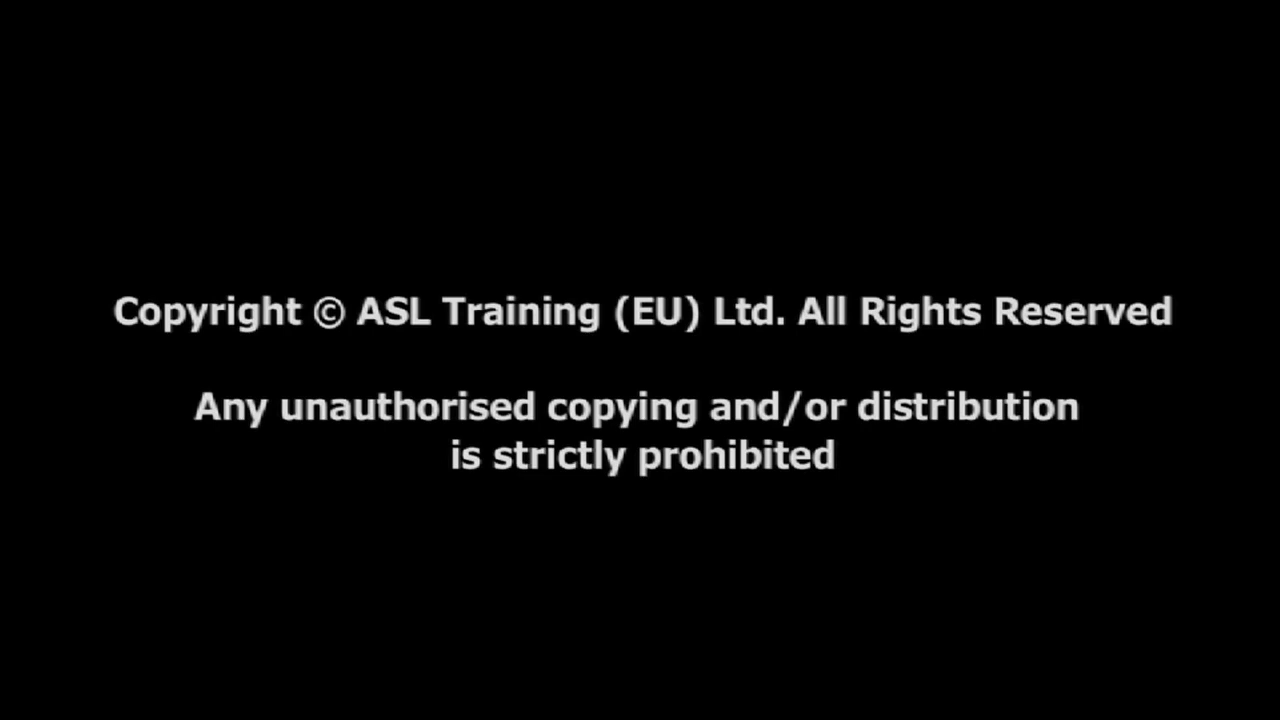 Copyright © ASL Training (EU) Ltd. All Rights Reserved
Any unauthorised copying and/or distribution
is strictly prohibited